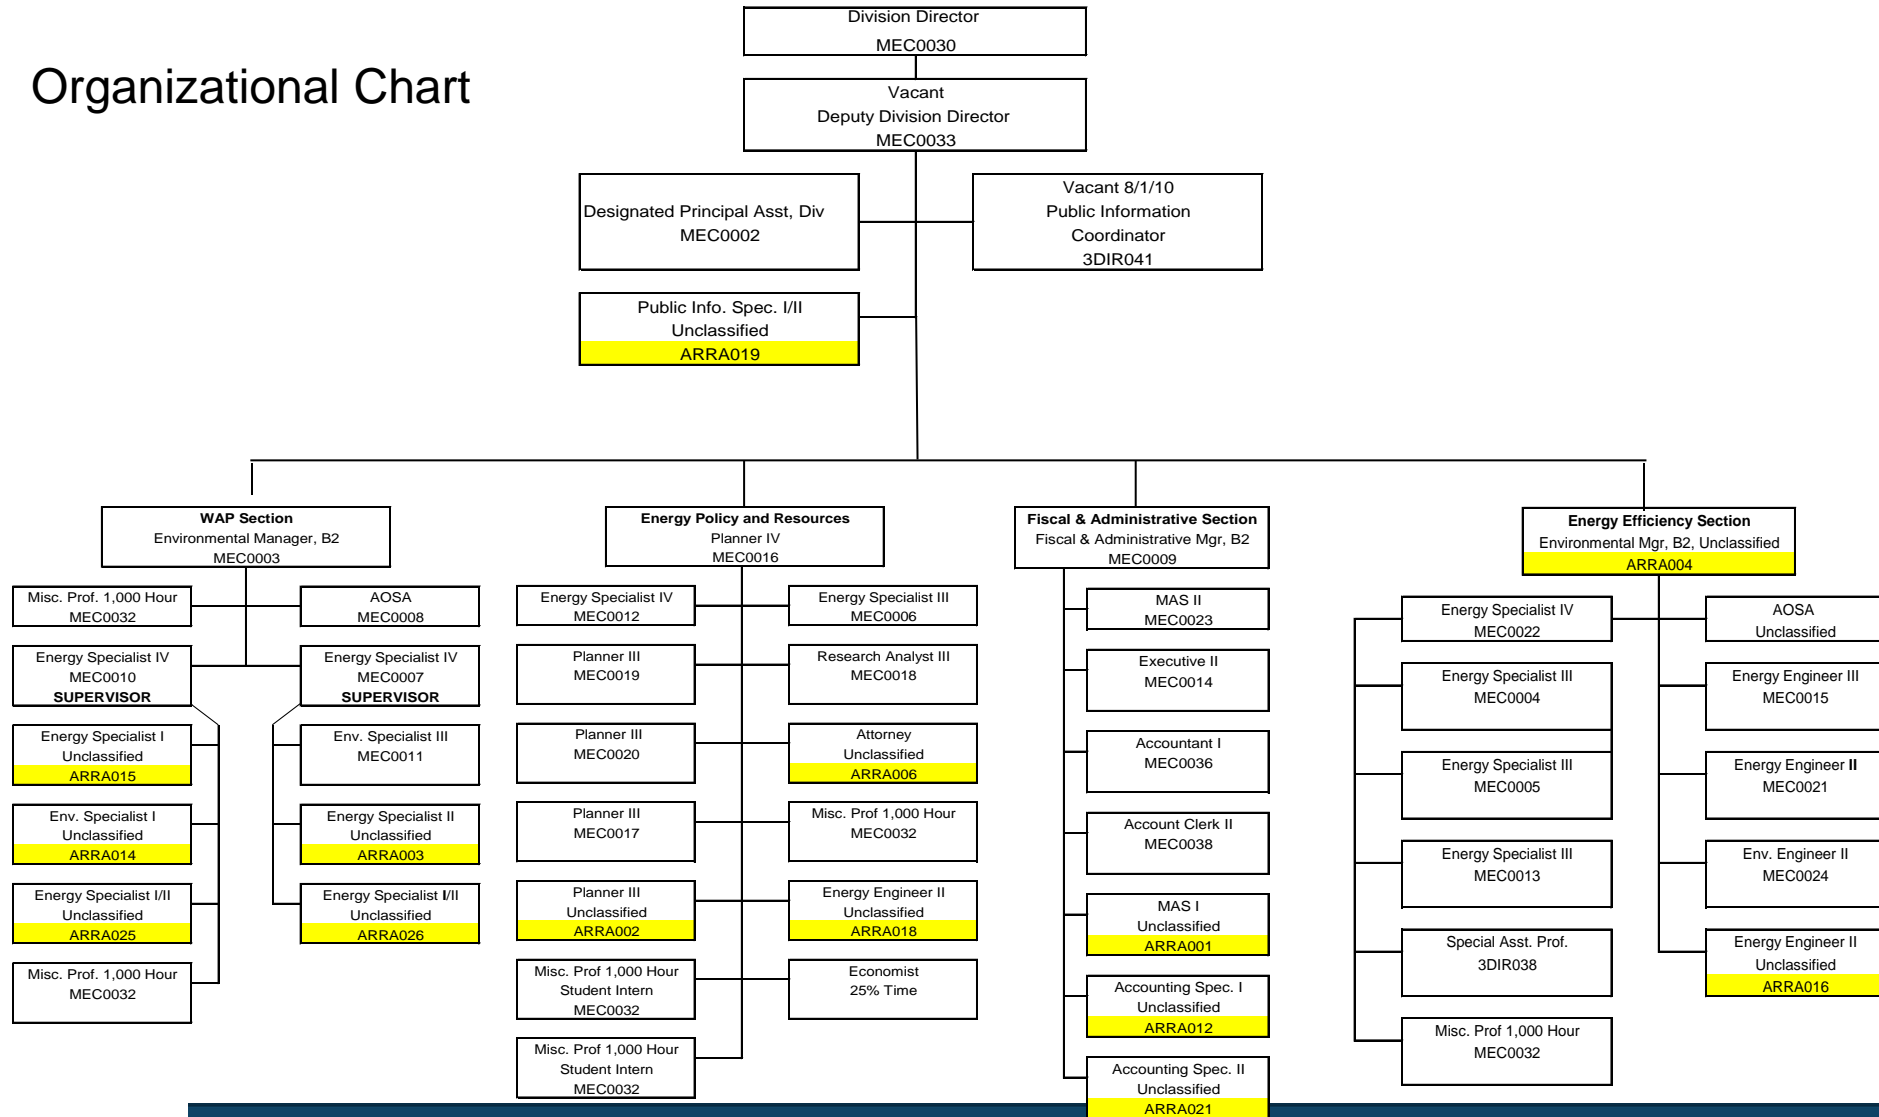 Organizational Chart
Division Director
MEC0030
Vacant
Deputy Division Director
MEC0033
Designated Principal Asst, Div
MEC0002
Vacant 8/1/10
Public Information
Coordinator
3DIR041
Public Info. Spec. I/II
Unclassified
ARRA019
WAP Section
Environmental Manager, B2
MEC0003
Misc. Prof. 1,000 Hour
MEC0032
AOSA
MEC0008
Energy Specialist IV
MEC0010
SUPERVISOR
Energy Specialist IV
MEC0007
SUPERVISOR
Energy Specialist I
Unclassified
ARRA015
Env. Specialist III
MEC0011
Env. Specialist I
Unclassified
ARRA014
Energy Specialist II
Unclassified
ARRA003
Energy Specialist I/II
Unclassified
ARRA025
Energy Specialist I/II
Unclassified
ARRA026
Misc. Prof. 1,000 Hour
MEC0032
Energy Policy and Resources
Planner IV
MEC0016
Energy Specialist IV
MEC0012
Energy Specialist III
MEC0006
Planner III
MEC0019
Research Analyst III
MEC0018
Planner III
MEC0020
Attorney
Unclassified
ARRA006
Planner III
MEC0017
Misc. Prof 1,000 Hour
MEC0032
Planner III
Unclassified
ARRA002
Energy Engineer II
Unclassified
ARRA018
Misc. Prof 1,000 Hour
Student Intern
MEC0032
Economist
25% Time
Misc. Prof 1,000 Hour
Student Intern
MEC0032
Fiscal & Administrative Section
Fiscal & Administrative Mgr, B2
MEC0009
MAS II
MEC0023
Executive II
MEC0014
Accountant I
MEC0036
Account Clerk II
MEC0038
MAS I
Unclassified
ARRA001
Accounting Spec. I
Unclassified
ARRA012
Accounting Spec. II
Unclassified
ARRA021
Energy Efficiency Section
Environmental Mgr, B2, Unclassified
ARRA004
Energy Specialist IV
MEC0022
AOSA
Unclassified
Energy Specialist III
MEC0004
Energy Engineer III
MEC0015
Energy Specialist III
MEC0005
Energy Engineer II
MEC0021
Energy Specialist III
MEC0013
Env. Engineer II
MEC0024
Special Asst. Prof.
3DIR038
Energy Engineer II
Unclassified
ARRA016
Misc. Prof 1,000 Hour
MEC0032